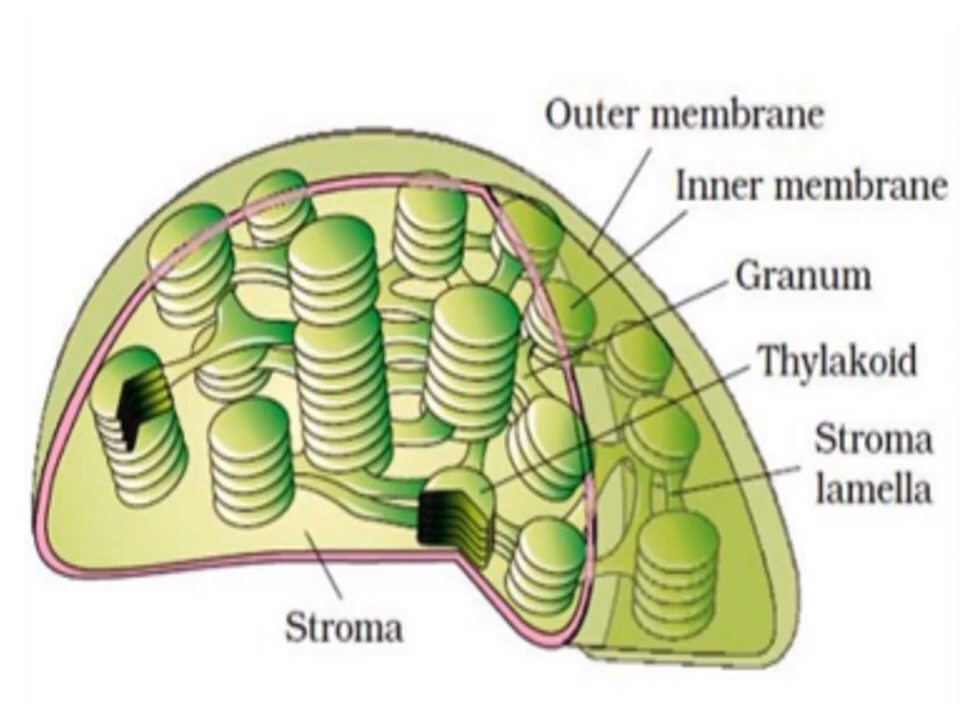 Outer membrane
Inner membrane
Granum
Thylakoid
Stroma
lamella
Stroma